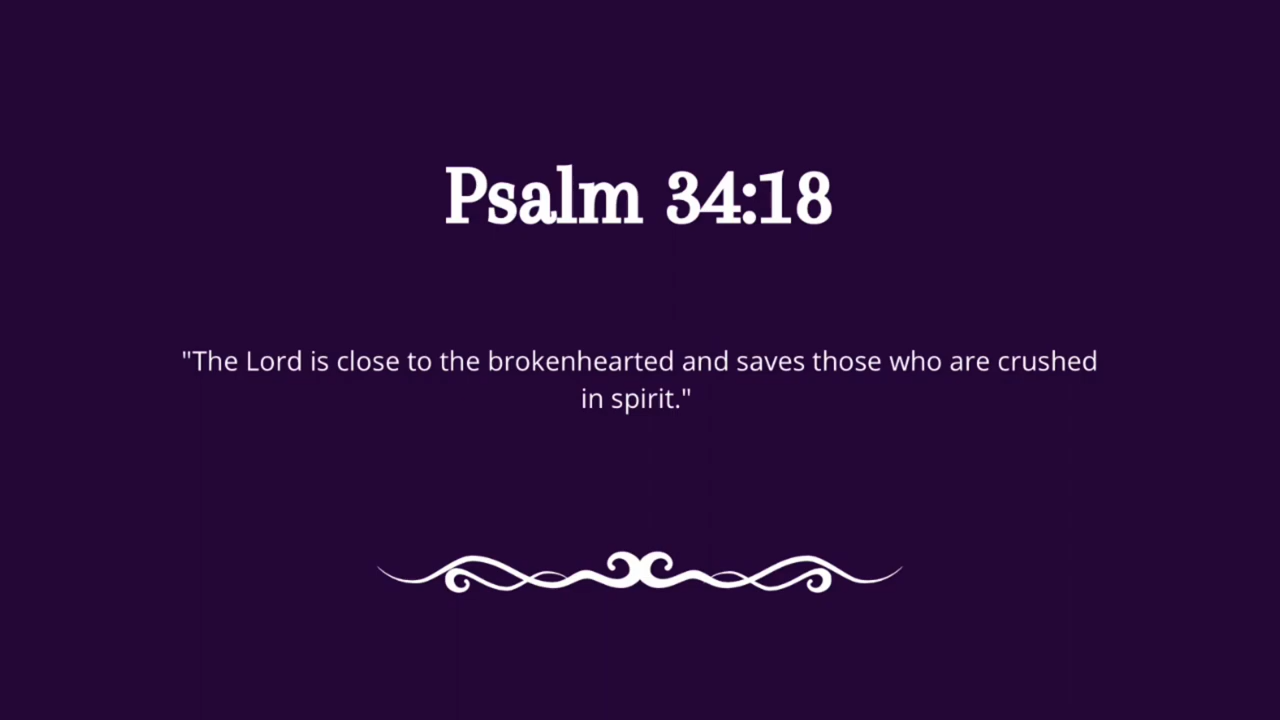 Psalm 34:18
"The Lord is close to the brokenhearted and saves those who are crushed
in spirit."